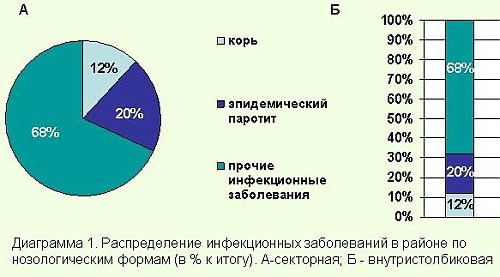 А
12%
20%
68%
корь
эпидемический
паротит
прочие
инфекционные
заболевания
Б
100%
90%
80%
70%
60%
50%
40%
30%
20%
10%
0%
68%
20%
12%
Диаграмма 1. Распределение инфекционных заболеваний в районе по
нозологическим формам (в % к итогу). А-секторная; Б - внутристолбиковая